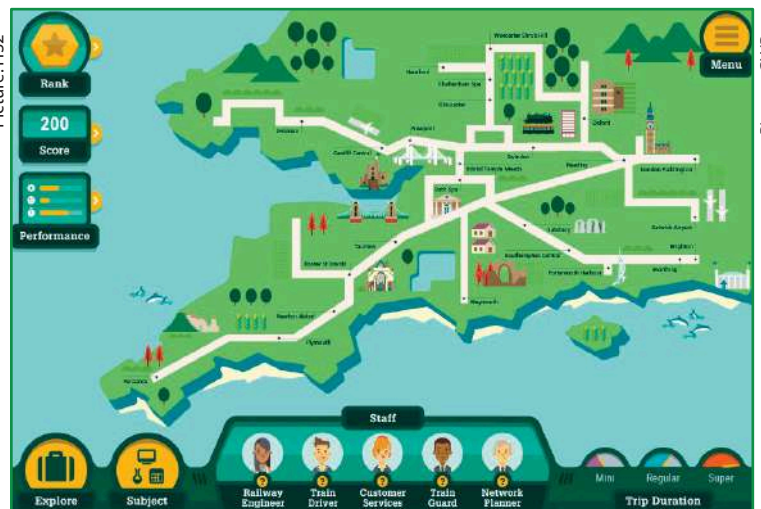 Rank
200
Score
Performance
Menu
Worcester Shrub Hill
Hereford
Cheltenham Spa
Gloucester
Swansea
Cardiff Central
Newport
Bristol Temple Meads
Swindon
Oxford
Reading
London Paddington
Bath Spa
Gatwick Airport
Brighton
Worthing
Salisbury
Southampton Central
Portsmouth Harbour
Taunton
Exeter St Davids
Weymouth
Newton Abbot
Plymouth
Penzance
Staff
Railway
Engineer
Train
Driver
Customer
Services
Train
Guard
Network
Planner
Explore
Subject
Mini
Regular
Super
Trip Duration